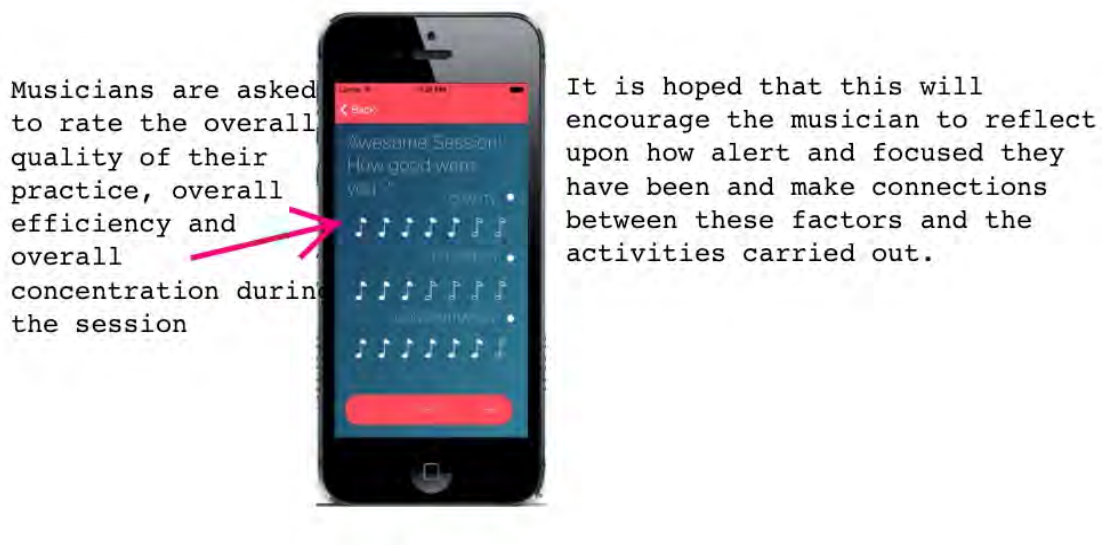 Musicians are asked
to rate the overall
quality of their
practice, overall
efficiency and
overall
concentration during
the session
< Back
Awesome Session!
How good were
you
QUALITY
It is hoped that this will
encourage the musician to reflect
upon how alert and focused they
have been and make connections
between these factors and the
activities carried out.